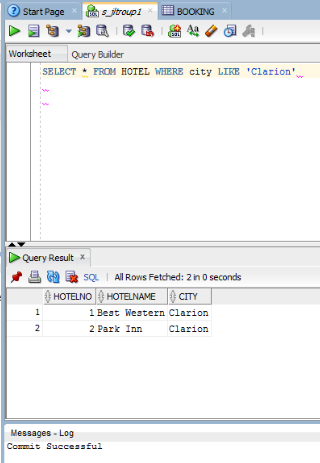 Start Page s_jtroup1 BOOKING
Worksheet Query Builder
SELECT * FROM HOTEL WHERE city LIKE 'Clarion'
Query Result x
SQL | All Rows Fetched: 2 in 0 seconds
HOTELNO HOTELNAME CITY
1 1 Best Western Clarion
2 2 Park Inn Clarion
Messages - Log
Commit Successful